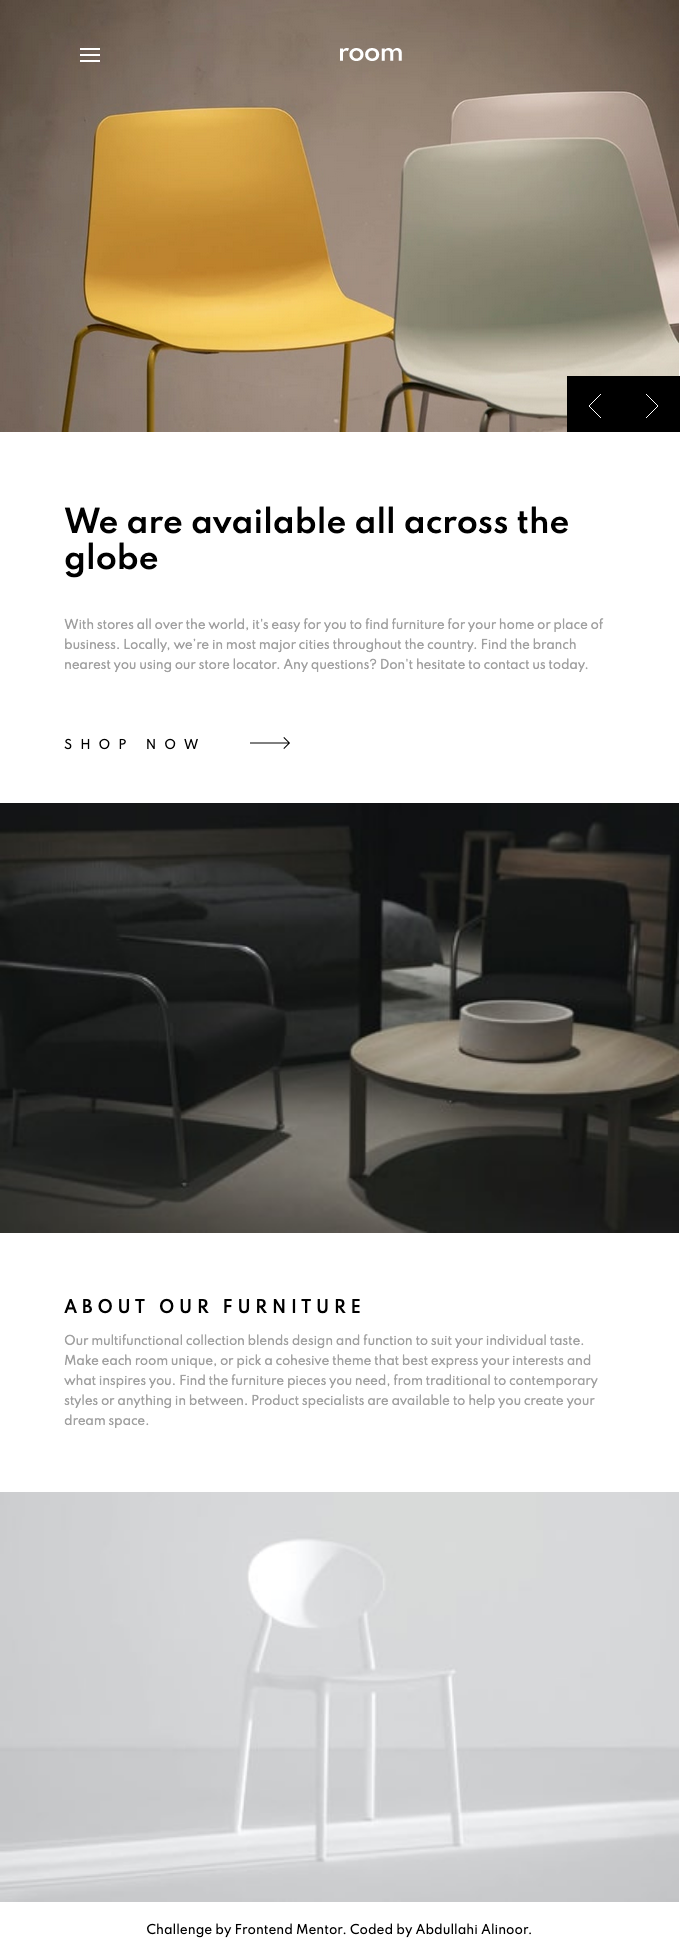 room
We are available all across the
globe
With stores all over the world, it's easy for you to find furniture for your home or place of
business. Locally, we're in most major cities throughout the country. Find the branch
nearest you using our store locator. Any questions? Don't hesitate to contact us today.
SHOP NOW
ABOUT OUR FURNITURE
Our multifunctional collection blends design and function to suit your individual taste.
Make each room unique, or pick a cohesive theme that best express your interests and
what inspires you. Find the furniture pieces you need, from traditional to contemporary
styles or anything in between. Product specialists are available to help you create your
dream space.
Challenge by Frontend Mentor. Coded by Abdullahi Alinoor.